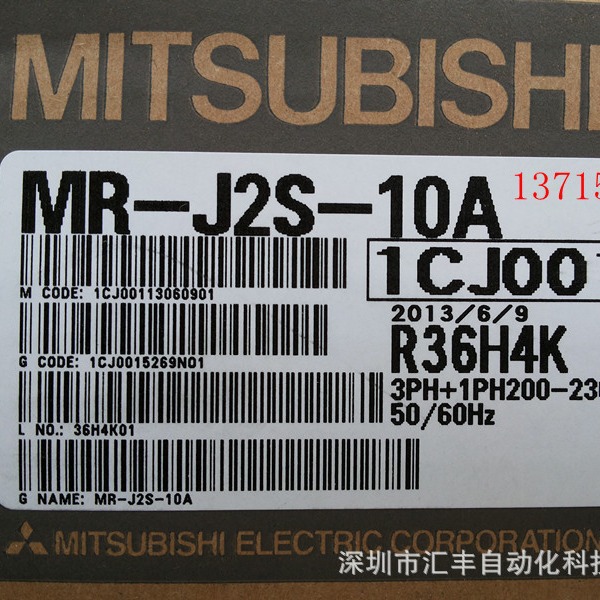 MITSUBISHI
MR-J2S-10A
13715
1CJ001
M CODE: 1CJ00113060901
2013/6/9
R36H4K
G CODE: 1CJ0015269N01
3PH+1PH200-230
50/60Hz
L NO.: 36H4K01
G NAME: MR-J2S-10A
MITSUBISHI ELECTRIC CORPORATION
深圳市汇丰自动化科技